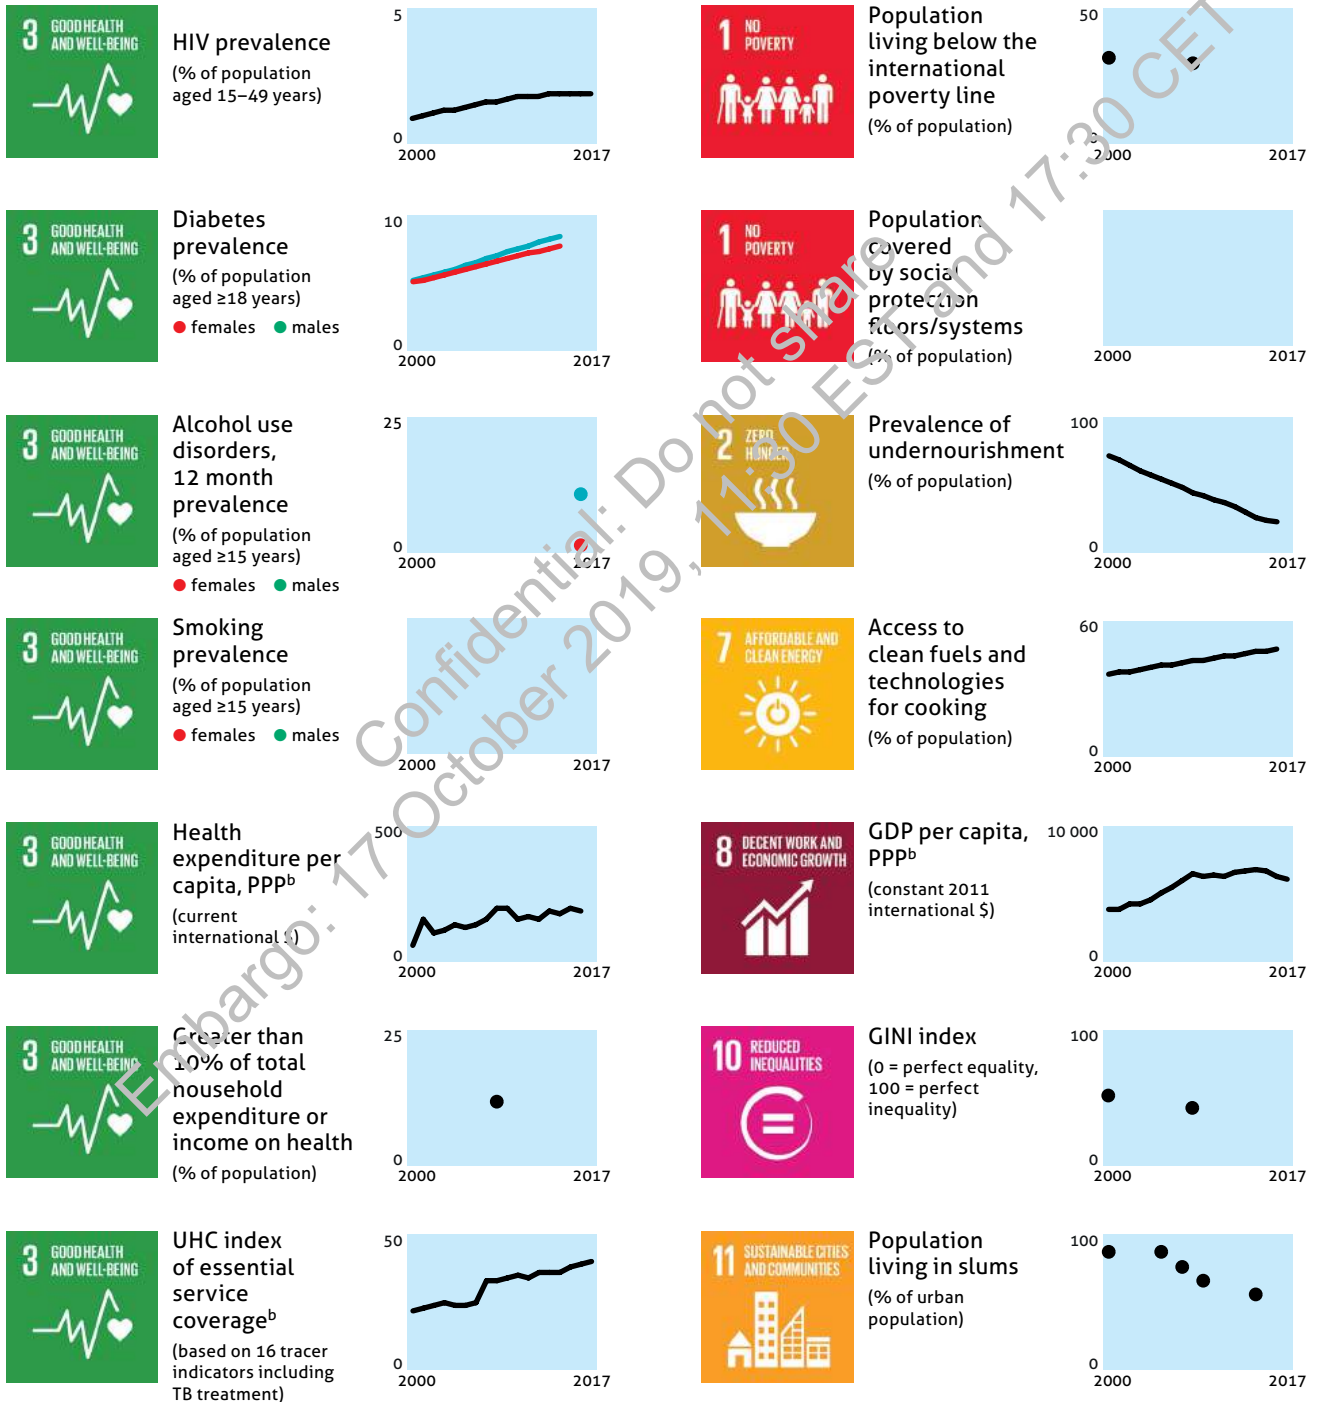 3 GOOD HEALTH
AND WELL-BEING
HIV prevalence
(% of population
aged 15–49 years)
5
0
2000 2017
3 GOOD HEALTH
AND WELL-BEING
Diabetes
prevalence
(% of population
aged ≥18 years)
females males
10
0
2000 2017
3 GOOD HEALTH
AND WELL-BEING
Alcohol use
disorders,
12 month
prevalence
(% of population
aged ≥15 years)
females males
25
0
2000 2017
3 GOOD HEALTH
AND WELL-BEING
Smoking
prevalence
(% of population
aged ≥15 years)
females males
2000 2017
3 GOOD HEALTH
AND WELL-BEING
Health
expenditure per
capita, PPPᵇ
(current
international $)
500
0
2000 2017
3 GOOD HEALTH
AND WELL-BEING
Greater than
10% of total
household
expenditure or
income on health
(% of population)
25
0
2000 2017
3 GOOD HEALTH
AND WELL-BEING
UHC index
of essential
service
coverageᵇ
(based on 16 tracer
indicators including
TB treatment)
50
0
2000 2017
1 NO
POVERTY
Population
living below the
international
poverty line
(% of population)
50
0
2000 2017
1 NO
POVERTY
Population
covered
by social
protection
floors/systems
(% of population)
2000 2017
2 ZERO
HUNGER
Prevalence of
undernourishment
(% of population)
100
0
2000 2017
7 AFFORDABLE AND
CLEAN ENERGY
Access to
clean fuels and
technologies
for cooking
(% of population)
60
0
2000 2017
8 DECENT WORK AND
ECONOMIC GROWTH
GDP per capita,
PPPᵇ
(constant 2011
international $)
10 000
0
2000 2017
10 REDUCED
INEQUALITIES
GINI index
(0 = perfect equality,
100 = perfect
inequality)
100
0
2000 2017
11 SUSTAINABLE CITIES
AND COMMUNITIES
Population
living in slums
(% of urban
population)
100
0
2000 2017
Confidential: Do not share
Embargo: 17 October 2019, 11:30 EST and 17:30 CET